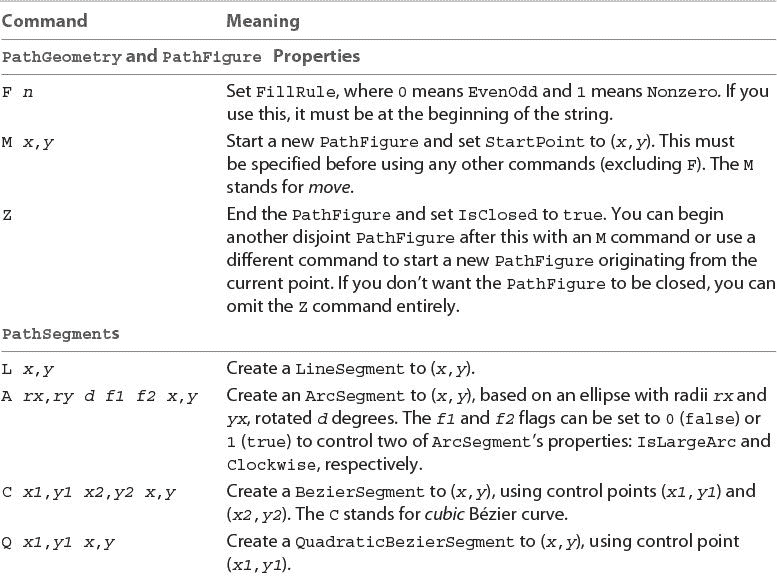 Command Meaning
PathGeometry and PathFigure Properties
F n Set FillRule, where 0 means EvenOdd and 1 means Nonzero. If you
use this, it must be at the beginning of the string.
M x,y Start a new PathFigure and set StartPoint to (x,y). This must
be specified before using any other commands (excluding F). The M
stands for move.
Z End the PathFigure and set IsClosed to true. You can begin
another disjoint PathFigure after this with an M command or use a
different command to start a new PathFigure originating from the
current point. If you don’t want the PathFigure to be closed, you can
omit the Z command entirely.
PathSegments
L x,y Create a LineSegment to (x,y).
A rx,ry d f1 f2 x,y Create an ArcSegment to (x,y), based on an ellipse with radii rx and
yx, rotated d degrees. The f1 and f2 flags can be set to 0 (false) or
1 (true) to control two of ArcSegment’s properties: IsLargeArc and
Clockwise, respectively.
C x1,y1 x2,y2 x,y Create a BezierSegment to (x,y), using control points (x1,y1) and
(x2,y2). The C stands for cubic Bézier curve.
Q x1,y1 x,y Create a QuadraticBezierSegment to (x,y), using control point
(x1,y1).